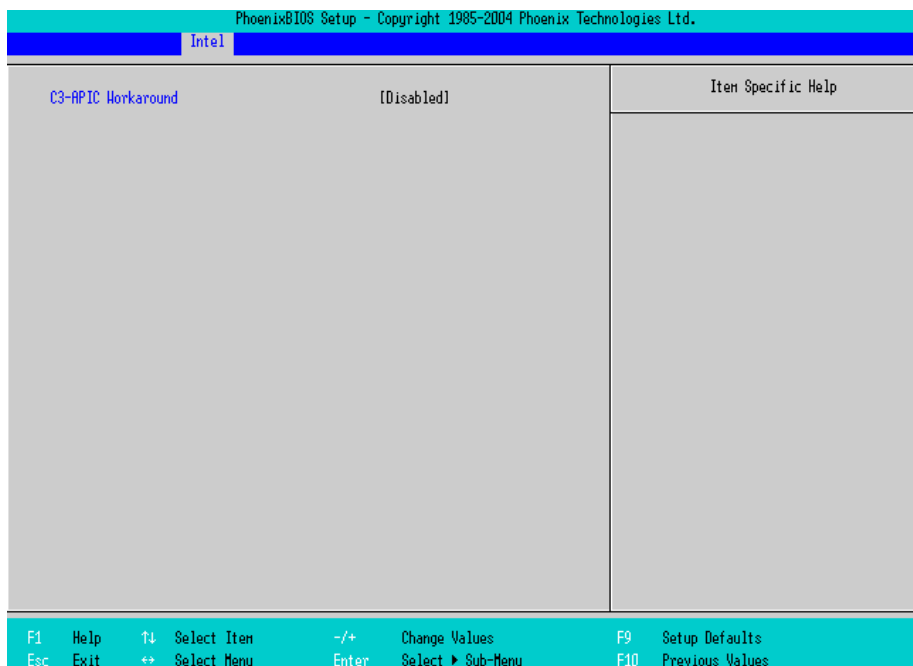 PhoenixBIOS Setup - Copyright 1985-2004 Phoenix Technologies Ltd.
Intel
C3-APIC Workaround [Disabled]
Item Specific Help
F1 Help ↑↓ Select Item -/+ Change Values F9 Setup Defaults
Esc Exit ↔ Select Menu Enter Select ▶ Sub-Menu F10 Previous Values